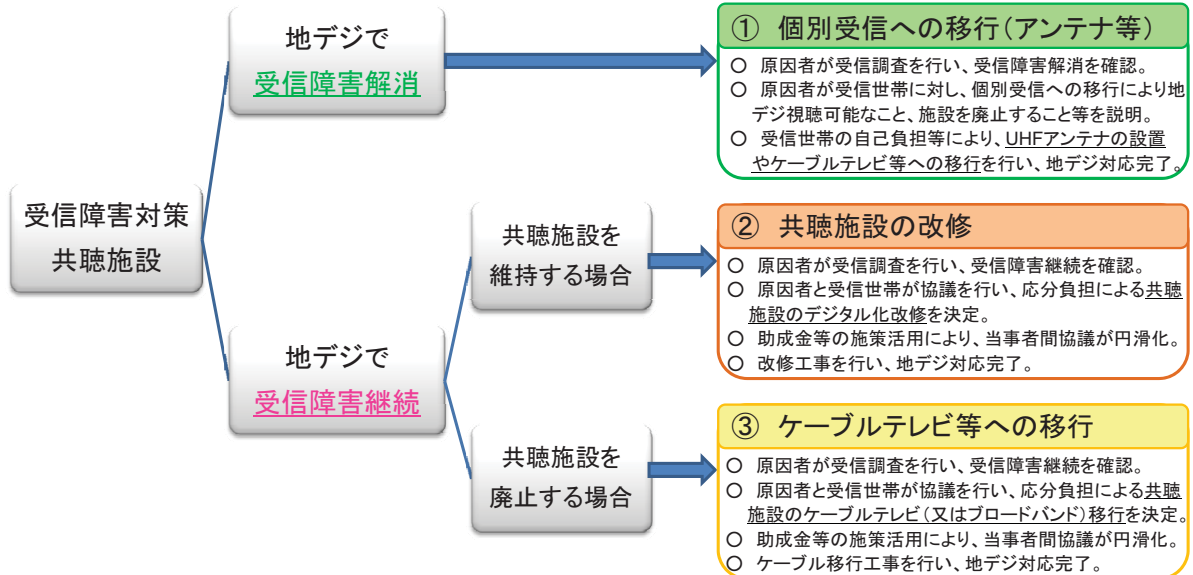 受信障害対策
共聴施設
地デジで
受信障害解消
① 個別受信への移行(アンテナ等)
○ 原因者が受信調査を行い、受信障害解消を確認。
○ 原因者が受信世帯に対し、個別受信への移行により地
デジ視聴可能なこと、施設を廃止すること等を説明。
○ 受信世帯の自己負担等により、UHFアンテナの設置
やケーブルテレビ等への移行を行い、地デジ対応完了。
地デジで
受信障害継続
共聴施設を
維持する場合
② 共聴施設の改修
○ 原因者が受信調査を行い、受信障害継続を確認。
○ 原因者と受信世帯が協議を行い、応分負担による共聴
施設のデジタル化改修を決定。
○ 助成金等の施策活用により、当事者間協議が円滑化。
○ 改修工事を行い、地デジ対応完了。
共聴施設を
廃止する場合
③ ケーブルテレビ等への移行
○ 原因者が受信調査を行い、受信障害継続を確認。
○ 原因者と受信世帯が協議を行い、応分負担による共聴
施設のケーブルテレビ(又はブロードバンド)移行を決定。
○ 助成金等の施策活用により、当事者間協議が円滑化。
○ ケーブル移行工事を行い、地デジ対応完了。